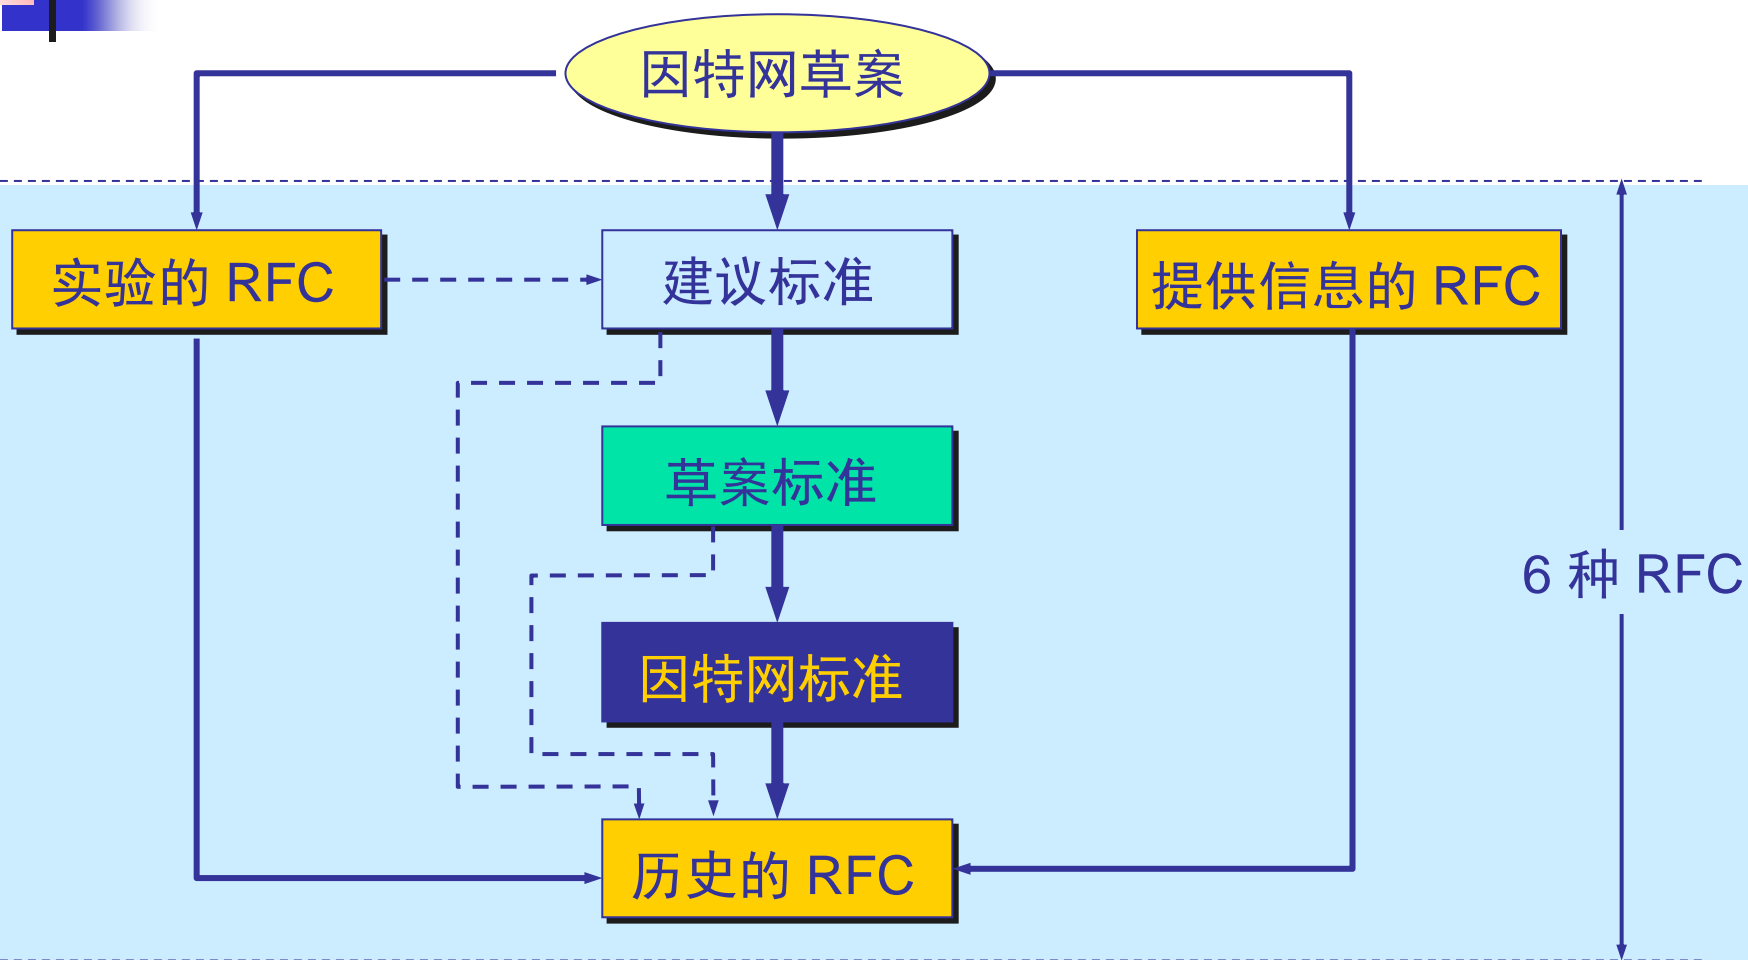 因特网草案
实验的 RFC
建议标准
提供信息的 RFC
草案标准
6 种 RFC
因特网标准
历史的 RFC